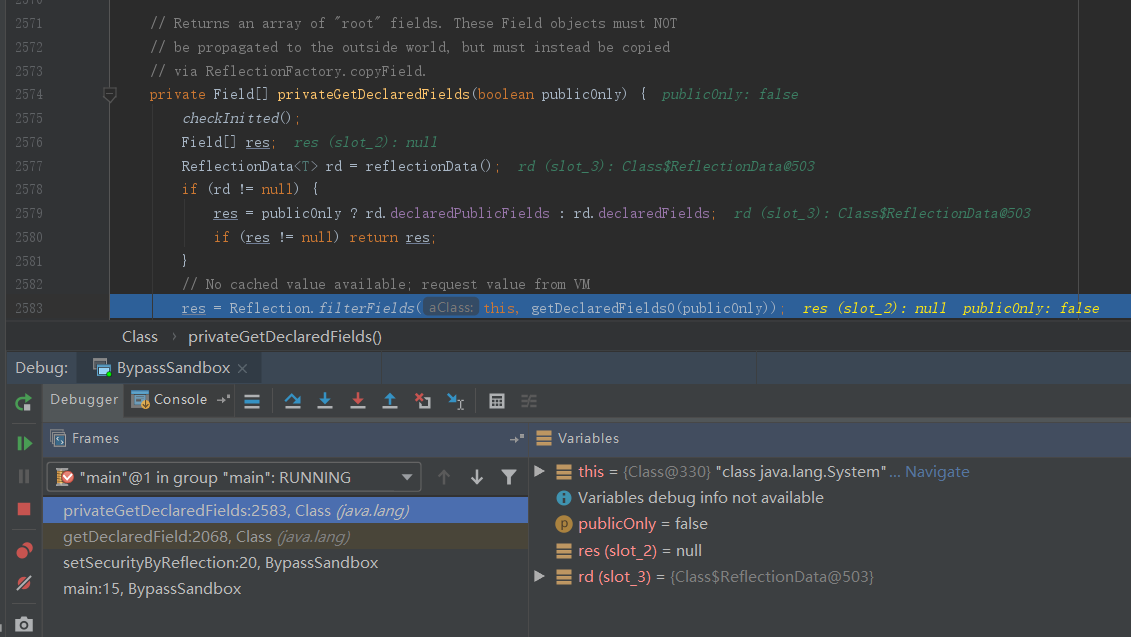 2571 // Returns an array of "root" fields. These Field objects must NOT
2572 // be propagated to the outside world, but must instead be copied
2573 // via ReflectionFactory.copyField.
2574 private Field[] privateGetDeclaredFields(boolean publicOnly) { publicOnly: false
2575 checkInitted();
2576 Field[] res; res (slot_2): null
2577 ReflectionData<T> rd = reflectionData(); rd (slot_3): Class$ReflectionData@503
2578 if (rd != null) {
2579 res = publicOnly ? rd.declaredPublicFields : rd.declaredFields; rd (slot_3): Class$ReflectionData@503
2580 if (res != null) return res;
2581 }
2582 // No cached value available; request value from VM
2583 res = Reflection.filterFields( aClass: this, getDeclaredFields0(publicOnly)); res (slot_2): null publicOnly: false
Class › privateGetDeclaredFields()
Debug: BypassSandbox
Debugger Console
Frames
Variables
"main"@1 in group "main": RUNNING
privateGetDeclaredFields:2583, Class (java.lang)
getDeclaredField:2068, Class (java.lang)
setSecurityByReflection:20, BypassSandbox
main:15, BypassSandbox
this = {Class@330} "class java.lang.System"... Navigate
Variables debug info not available
publicOnly = false
res (slot_2) = null
rd (slot_3) = {Class$ReflectionData@503}